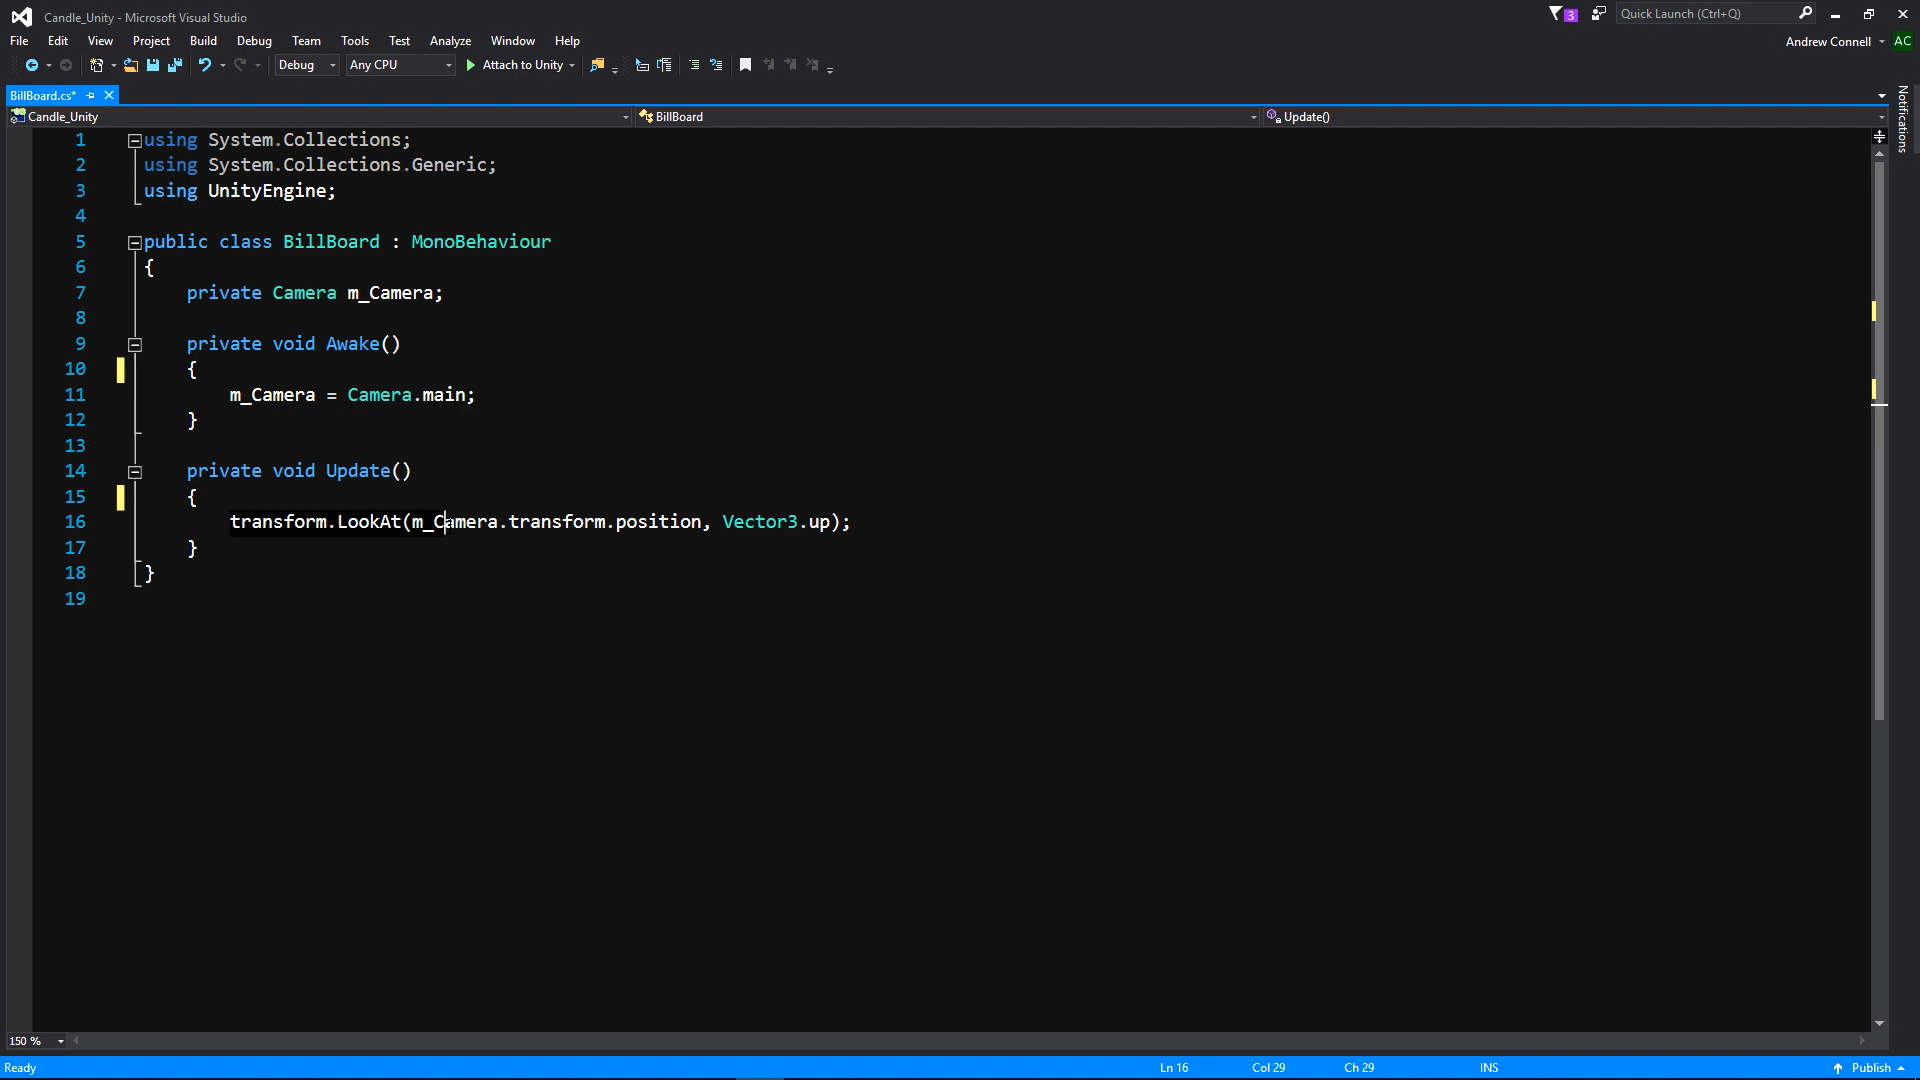 Candle_Unity - Microsoft Visual Studio
3
Quick Launch (Ctrl+Q)
File Edit View Project Build Debug Team Tools Test Analyze Window Help
Andrew Connell AC
Debug Any CPU Attach to Unity
BillBoard.cs*
Candle_Unity BillBoard Update()
Notifications
1 using System.Collections;
2 using System.Collections.Generic;
3 using UnityEngine;
4
5 public class BillBoard : MonoBehaviour
6 {
7 private Camera m_Camera;
8
9 private void Awake()
10 {
11 m_Camera = Camera.main;
12 }
13
14 private void Update()
15 {
16 transform.LookAt(m_Camera.transform.position, Vector3.up);
17 }
18 }
19
150 %
Ready Ln 16 Col 29 Ch 29 INS Publish